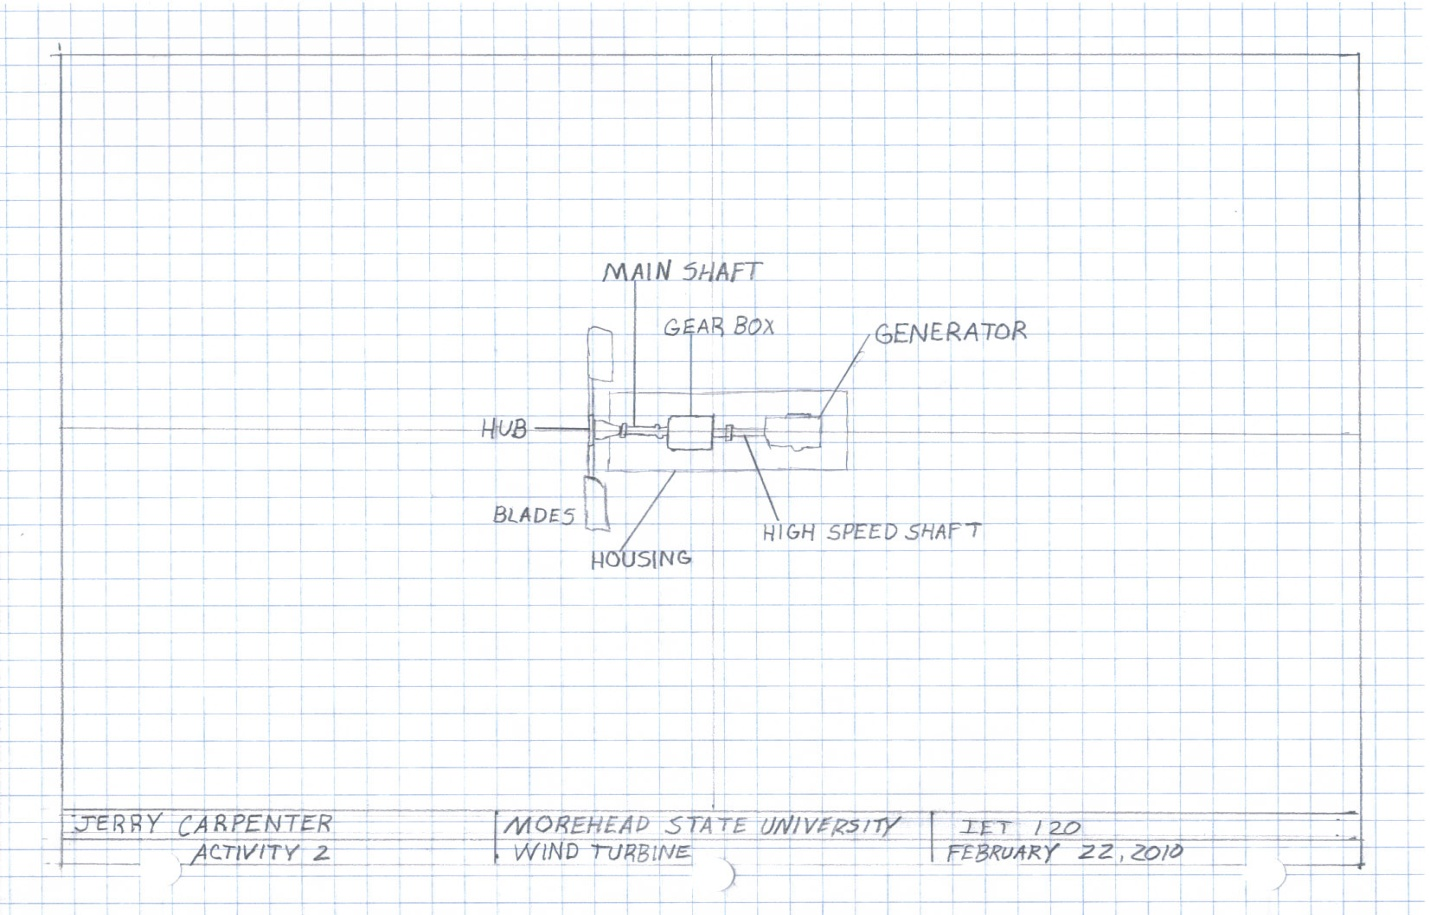 MAIN SHAFT
GEAR BOX
GENERATOR
HUB
BLADES
HIGH SPEED SHAFT
HOUSING
JERRY CARPENTER
ACTIVITY 2
MOREHEAD STATE UNIVERSITY
WIND TURBINE
IET 120
FEBRUARY 22, 2010